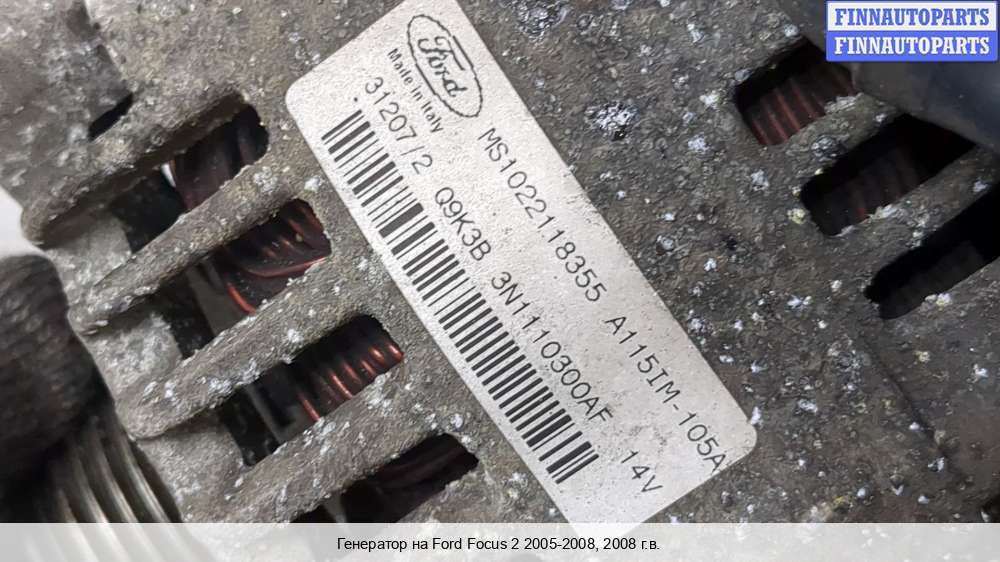 FINNAUTOPARTS
FINNAUTOPARTS
Ford
Made in Italy
MS1022118355 A115IM-105A
31207/2 Q9K3B 3N1110300AF 14V
Генератор на Ford Focus 2 2005-2008, 2008 г.в.